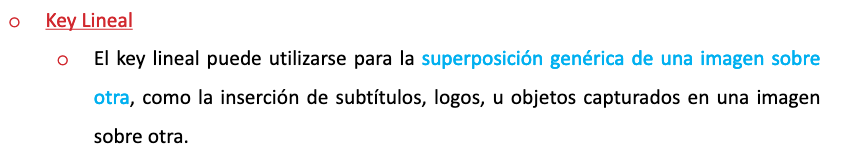 Key Lineal
El key lineal puede utilizarse para la superposición genérica de una imagen sobre
otra, como la inserción de subtítulos, logos, u objetos capturados en una imagen
sobre otra.